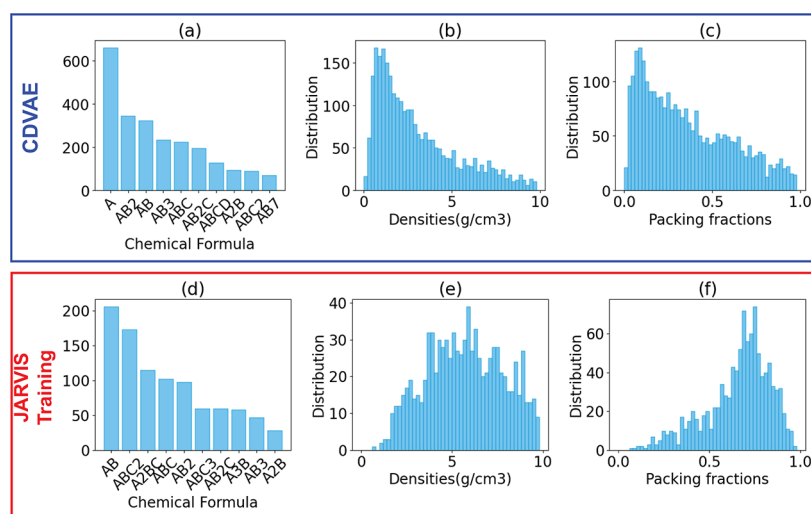 CDVAE
(a)
600
400
200
0
A
AB2
AB
AB3
ABC
AB2C
ABCD
A2B
ABC2
AB7
Chemical Formula
(b)
Distribution
150
100
50
0
0
5
10
Densities(g/cm3)
(c)
Distribution
100
50
0
0.0
0.5
1.0
Packing fractions
JARVIS
Training
(d)
200
150
100
50
0
AB
ABC2
A2BC
ABC
AB2
ABC3
AB2C
A3B
AB3
A2B
Chemical Formula
(e)
Distribution
40
30
20
10
0
0
5
10
Densities(g/cm3)
(f)
Distribution
60
40
20
0
0.0
0.5
1.0
Packing fractions